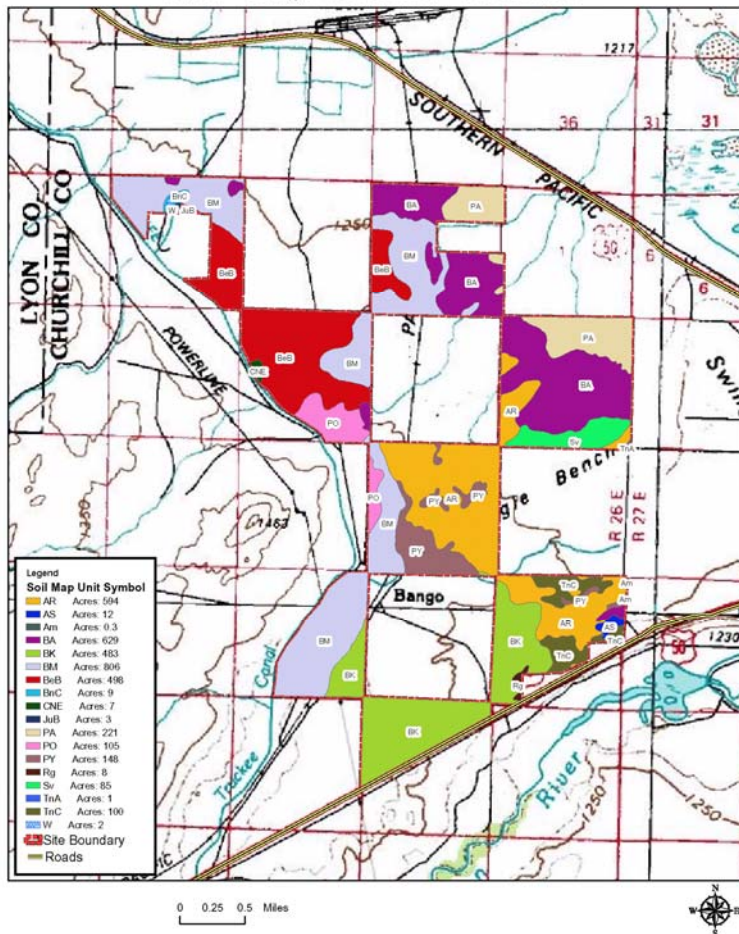 1217
SOUTHERN
PACIFIC
36
31
31
LYON CO
CHURCHILL CO
BnC
BM
W
JuB
BeB
1250
BA
PA
BeB
BM
BA
1
50
6
6
POWERLINE
BeB
BM
CNE
PO
PA
BA
AR
Sv
TnA
PO
BM
PY
AR
PY
PY
Bench
R 26 E
R 27 E
1250
1463
Bango
BM
BK
Canal
Truckee
TnC
Am
PY
Am
AR
AS
BK
TnC
TnC
Rg
50
1230
BK
River
1250
1250
Legend
Soil Map Unit Symbol
AR Acres: 594
AS Acres: 12
Am Acres: 0.3
BA Acres: 629
BK Acres: 483
BM Acres: 806
BeB Acres: 498
BnC Acres: 9
CNE Acres: 7
JuB Acres: 3
PA Acres: 221
PO Acres: 105
PY Acres: 148
Rg Acres: 8
Sv Acres: 85
TnA Acres: 1
TnC Acres: 100
W Acres: 2
Site Boundary
Roads
0 0.25 0.5 Miles
N
W E
S